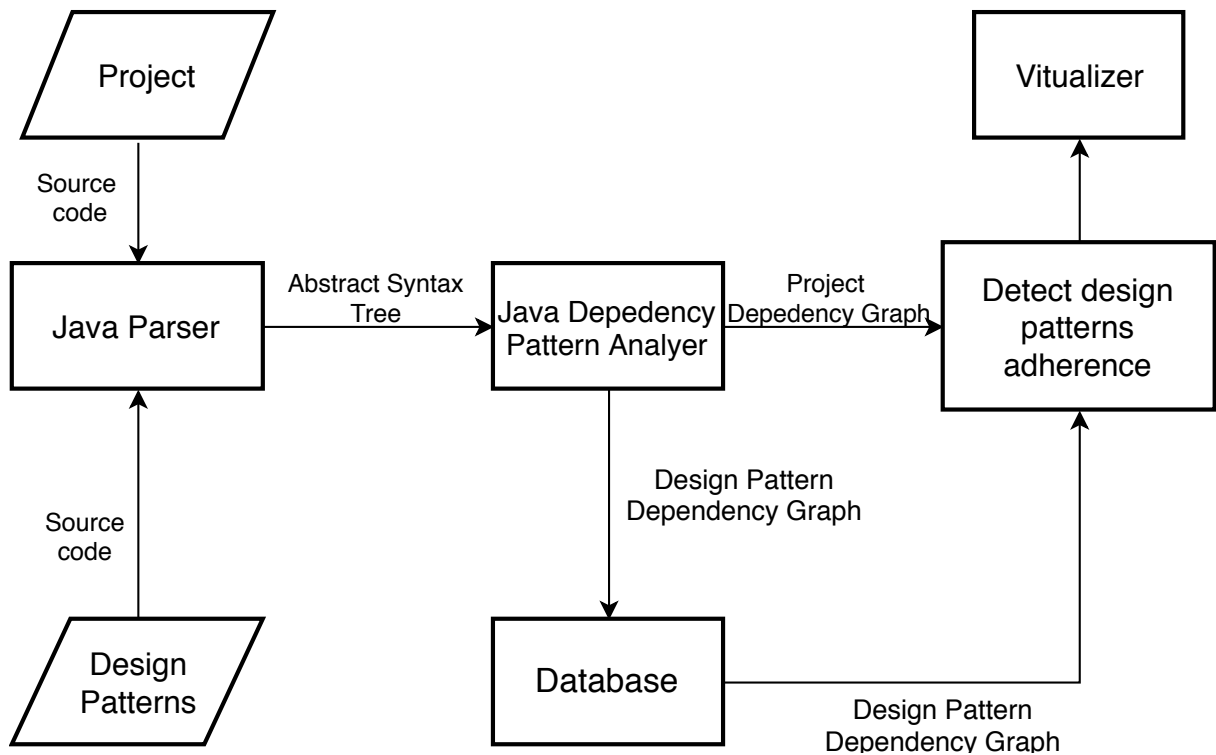 Project
Vitualizer
Source
code
Java Parser
Abstract Syntax
Tree
Java Depedency
Pattern Analyer
Project
Depedency Graph
Detect design
patterns
adherence
Design Pattern
Dependency Graph
Source
code
Design
Patterns
Database
Design Pattern
Dependency Graph